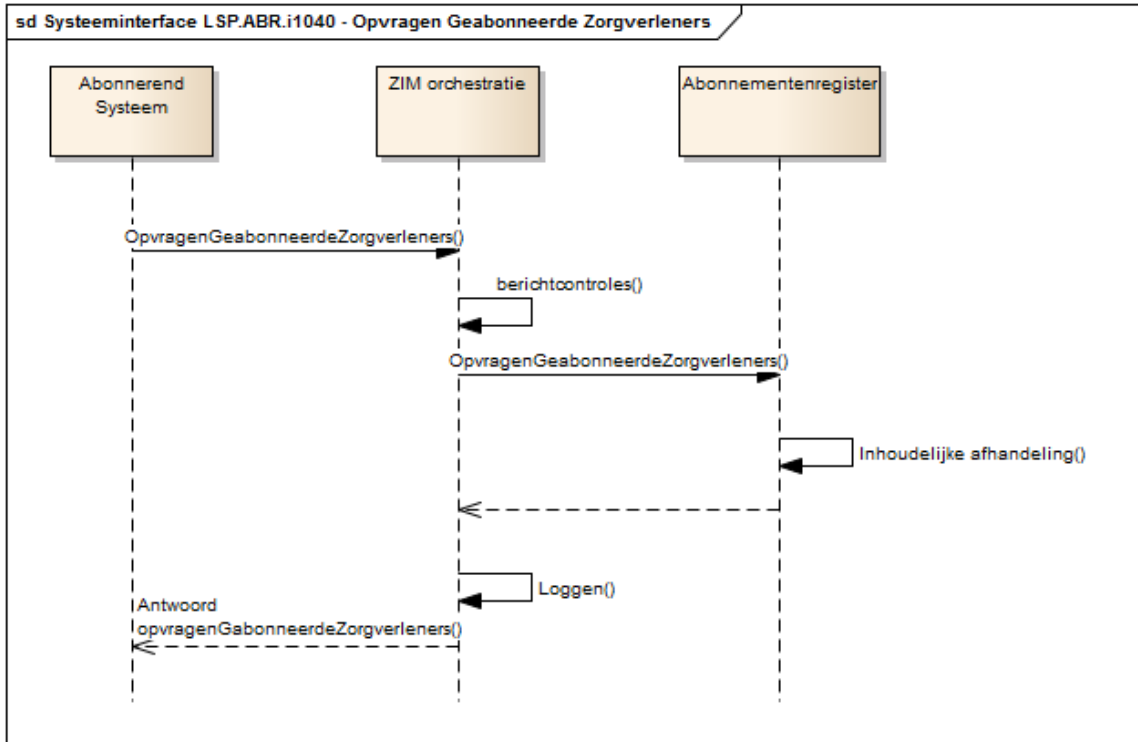 sd Systeeminterface LSP.ABR.i1040 - Opvragen Geabonneerde Zorgverleners
Abonnerend
Systeem
ZIM orchestratie
Abonnementenregister
OpvragenGeabonneerdeZorgverleners()
berichtcontroles()
OpvragenGeabonneerdeZorgverleners()
Inhoudelijke afhandeling()
Loggen()
Antwoord
opvragenGabonneerdeZorgverleners()